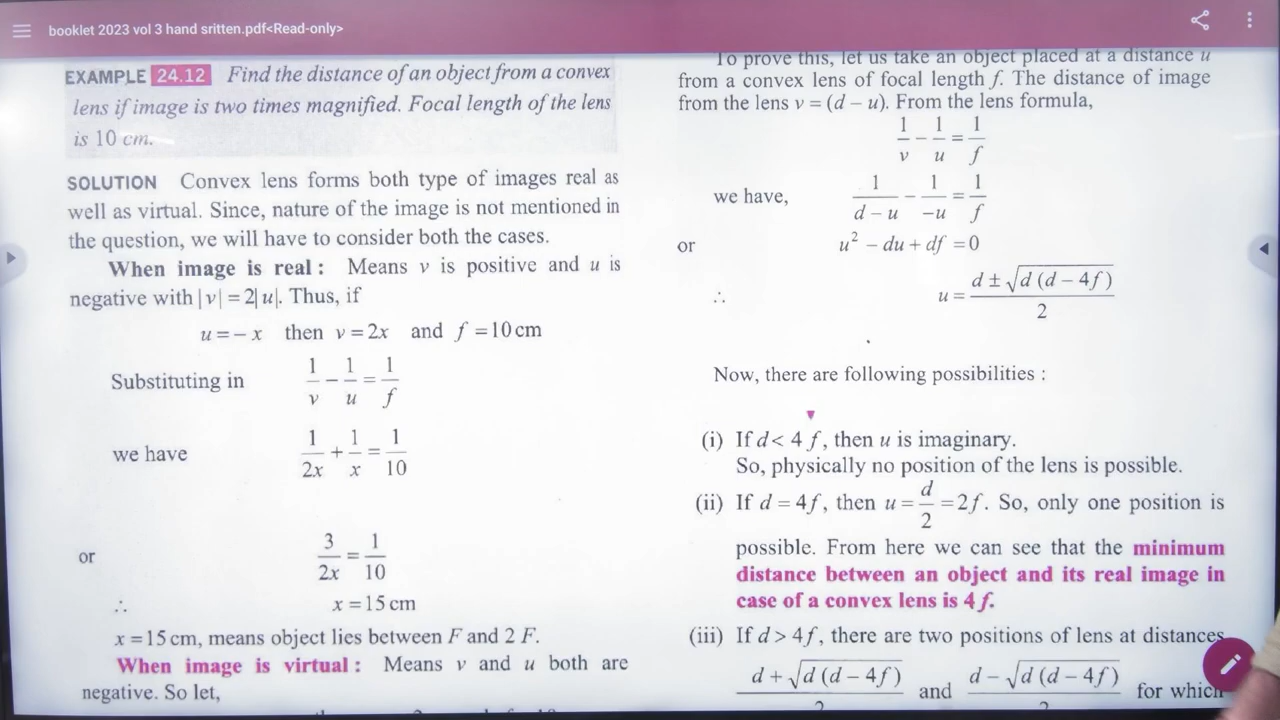 booklet 2023 vol 3 hand sritten.pdf<Read-only>
EXAMPLE 24.12 Find the distance of an object from a convex
lens if image is two times magnified. Focal length of the lens
is 10 cm.
SOLUTION Convex lens forms both type of images real as
well as virtual. Since, nature of the image is not mentioned in
the question, we will have to consider both the cases.
When image is real : Means v is positive and u is
negative with |v| = 2|u|. Thus, if
u = − x then v = 2x and f = 10 cm
Substituting in 1/v − 1/u = 1/f
we have 1/2x + 1/x = 1/10
or 3/2x = 1/10
∴ x = 15 cm
x = 15 cm, means object lies between F and 2 F.
When image is virtual : Means v and u both are
negative. So let,
To prove this, let us take an object placed at a distance u
from a convex lens of focal length f. The distance of image
from the lens v = (d − u). From the lens formula,
1/v − 1/u = 1/f
we have, 1/(d − u) − 1/−u = 1/f
or u² − du + df = 0
∴ u = (d ± √d (d − 4f))/2
Now, there are following possibilities :
(i) If d < 4 f, then u is imaginary.
So, physically no position of the lens is possible.
(ii) If d = 4f, then u = d/2 = 2f. So, only one position is
possible. From here we can see that the minimum
distance between an object and its real image in
case of a convex lens is 4 f.
(iii) If d > 4f, there are two positions of lens at distances
(d + √d (d − 4f))/2 and (d − √d (d − 4f))/2 for which